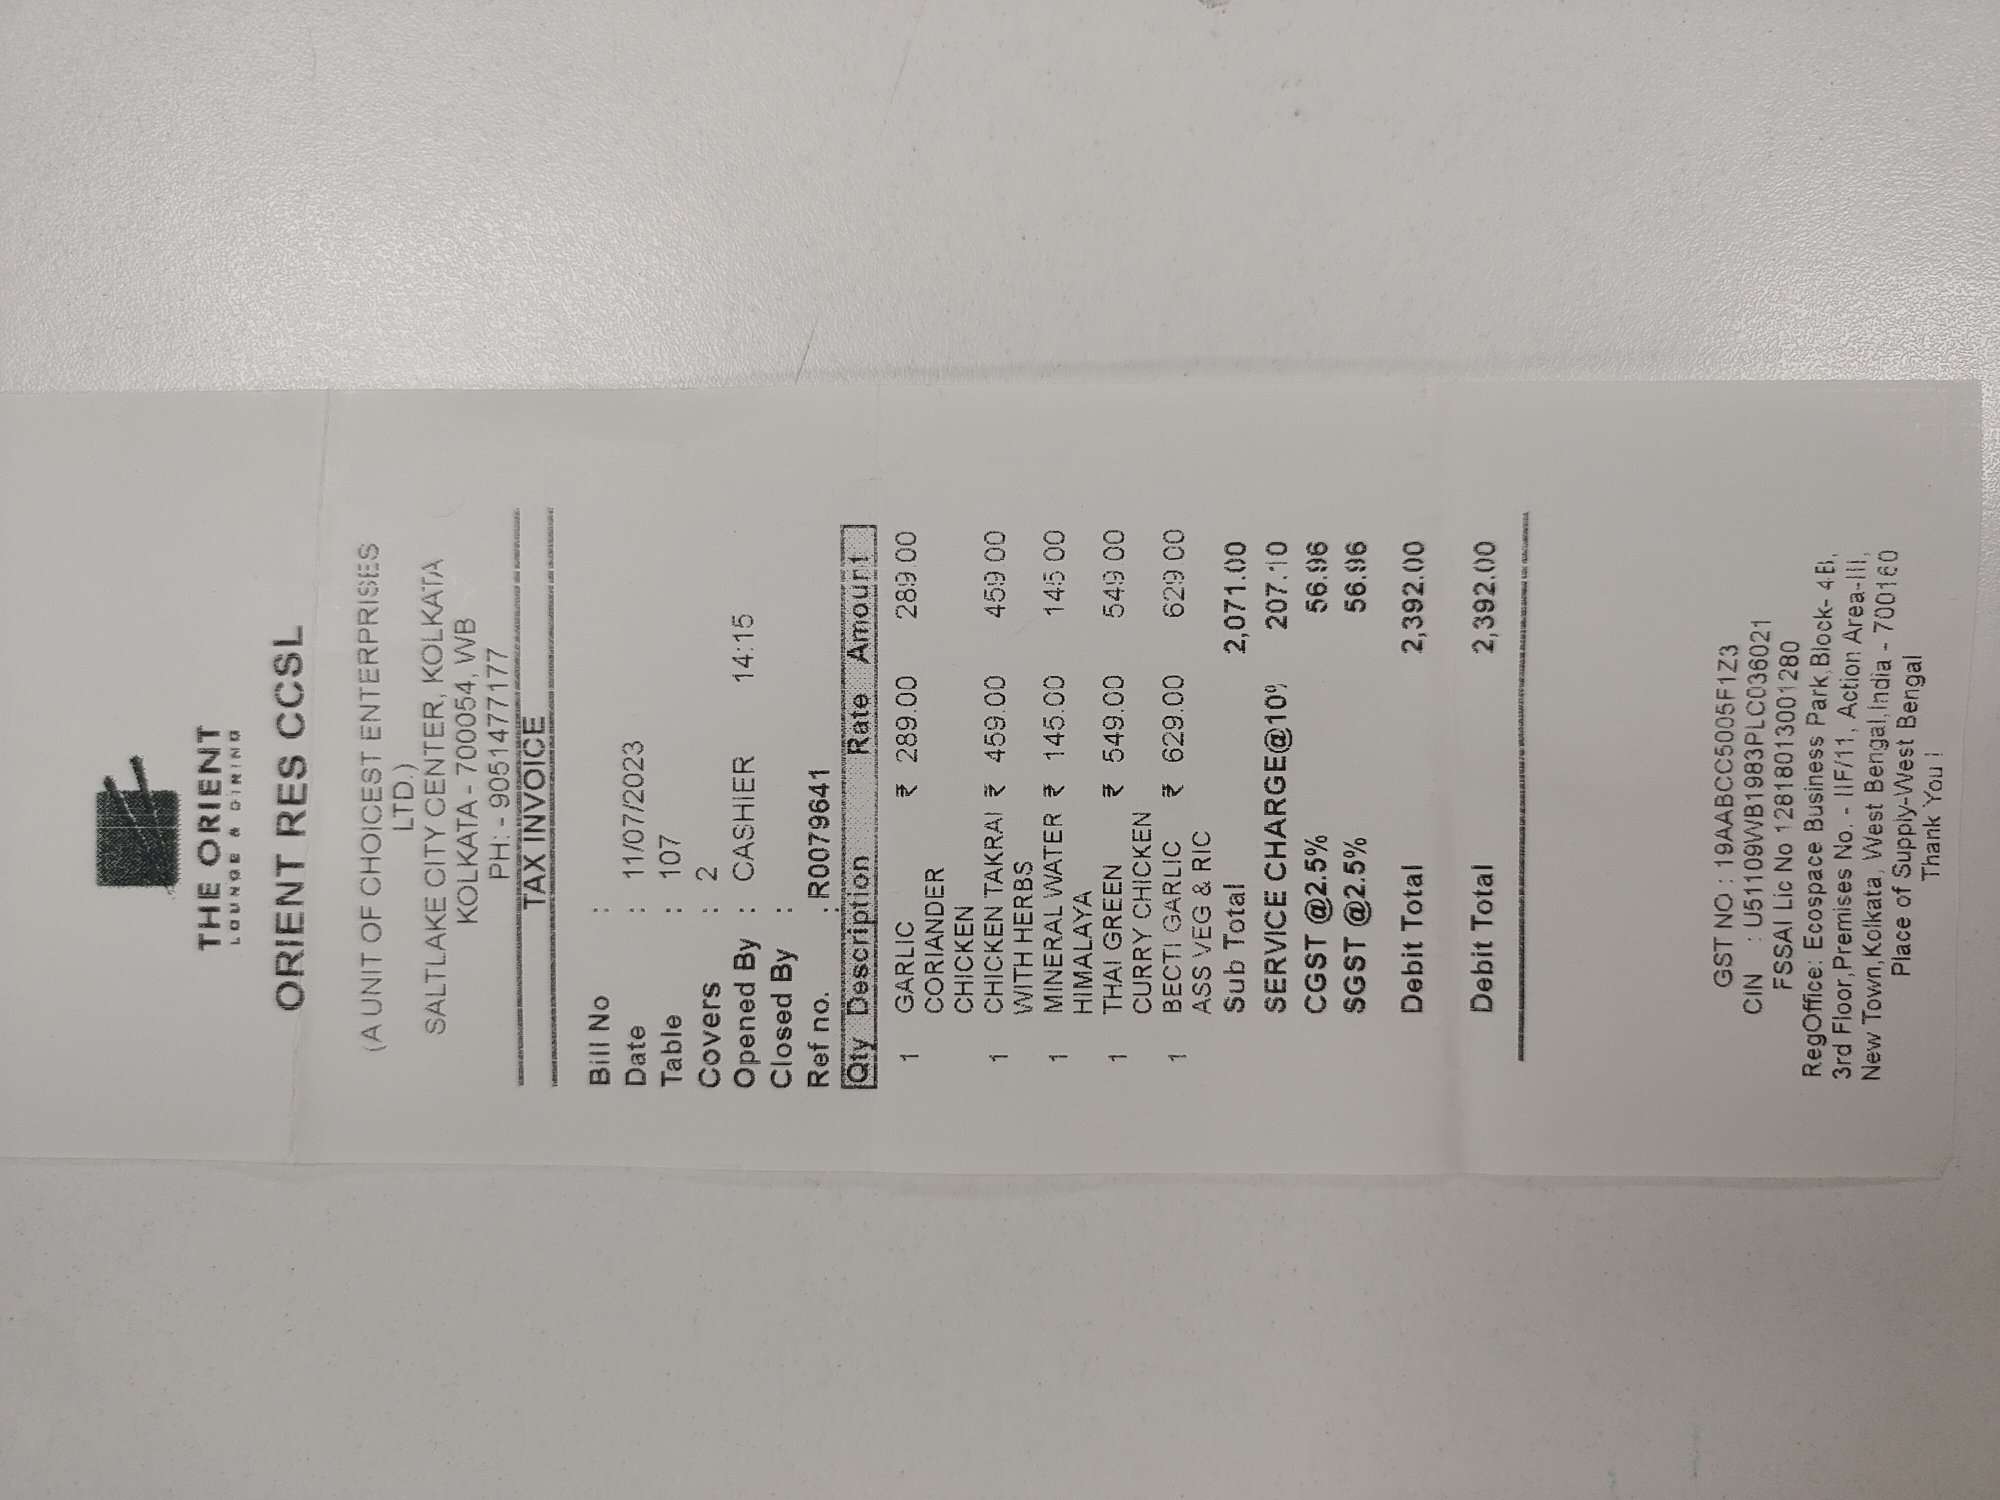 THE ORIENT
LOUNGE & DINING
ORIENT RES CCSL
(A UNIT OF CHOICEST ENTERPRISES
LTD.)
SALTLAKE CITY CENTER, KOLKATA
KOLKATA - 700054, WB
PH: - 9051477177
TAX INVOICE
Bill No :
Date : 11/07/2023
Table : 107
Covers : 2
Opened By : CASHIER 14:15
Closed By :
Ref no. : R0079641
Qty Description Rate Amount
1 GARLIC ₹ 289.00 289.00
CORIANDER
CHICKEN
1 CHICKEN TAKRAI ₹ 459.00 459.00
WITH HERBS
1 MINERAL WATER ₹ 145.00 145.00
HIMALAYA
1 THAI GREEN ₹ 549.00 549.00
CURRY CHICKEN
1 BECTI GARLIC ₹ 629.00 629.00
ASS VEG & RIC
Sub Total 2,071.00
SERVICE CHARGE@10% 207.10
CGST @2.5% 56.96
SGST @2.5% 56.96
Debit Total 2,392.00
Debit Total 2,392.00
GST NO : 19AABCC5005F1Z3
CIN : U51109WB1983PLC036021
FSSAI Lic No 12818013001280
RegOffice: Ecospace Business Park,Block- 4B,
3rd Floor,Premises No. - IIF/11, Action Area-III,
New Town,Kolkata, West Bengal,India - 700160
Place of Supply-West Bengal
Thank You !